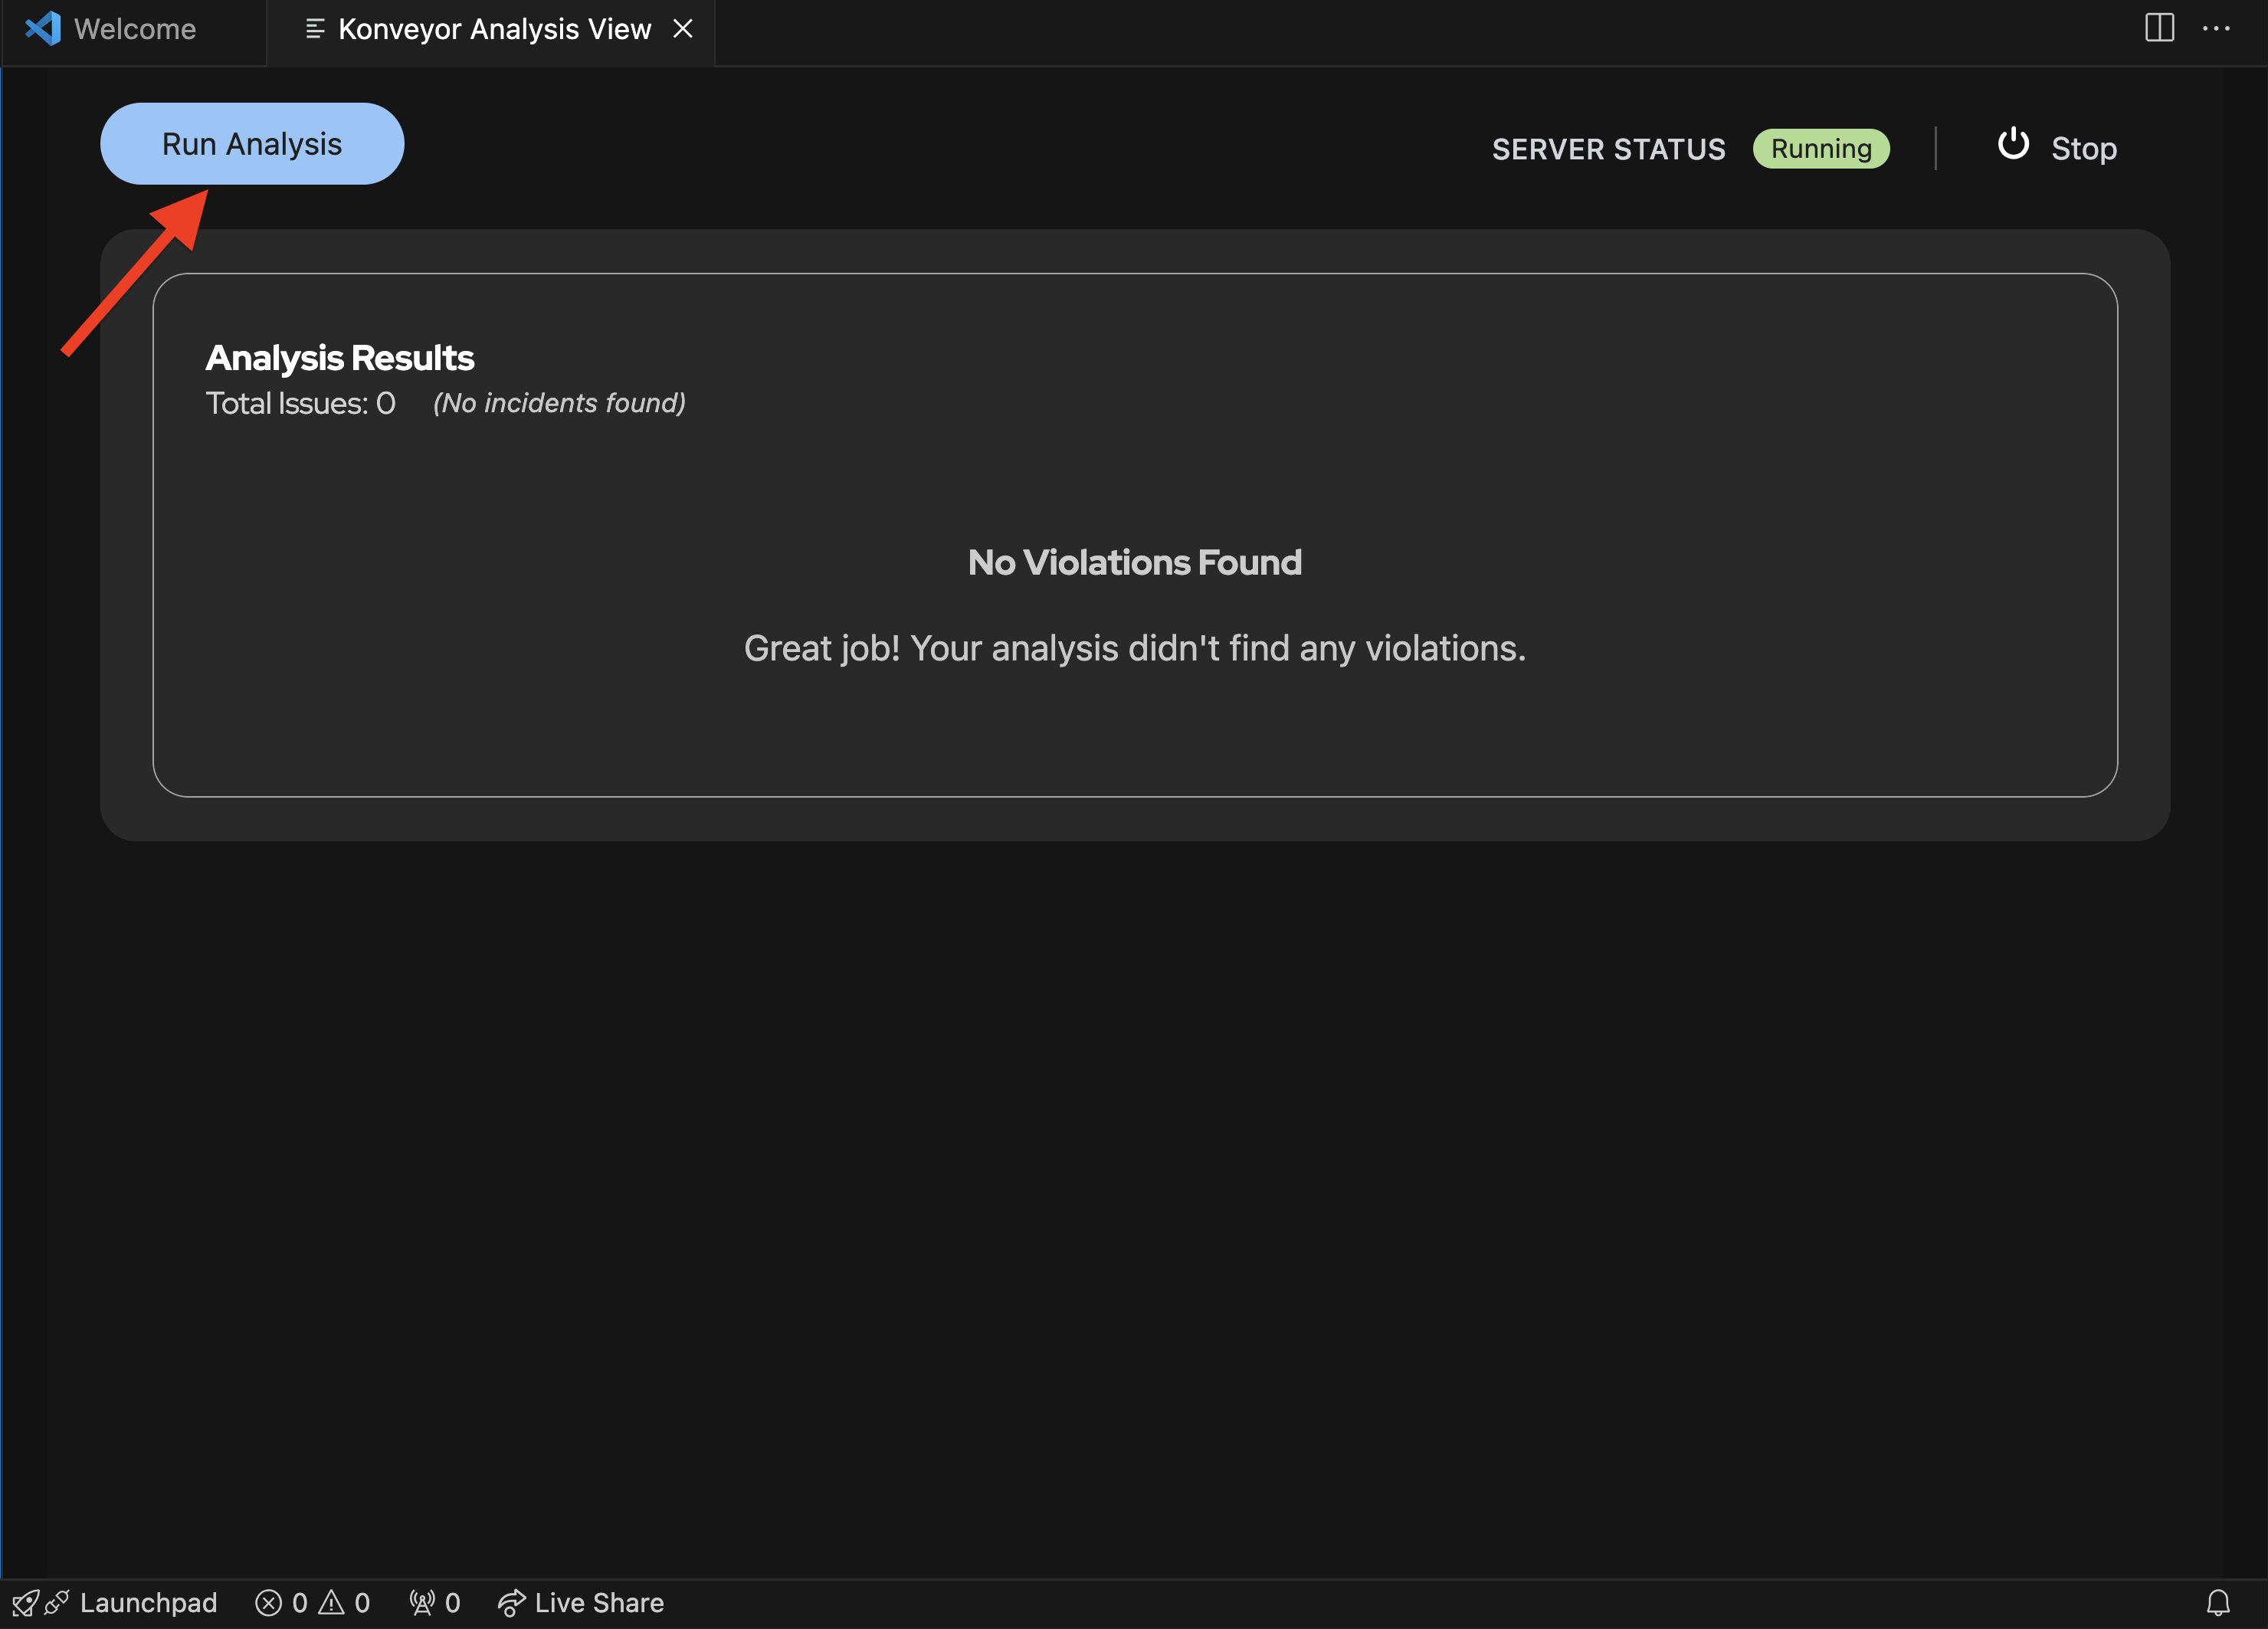 Welcome
Konveyor Analysis View
Run Analysis
SERVER STATUS Running Stop
Analysis Results
Total Issues: 0 (No incidents found)
No Violations Found
Great job! Your analysis didn't find any violations.
Launchpad 0 0 0 Live Share